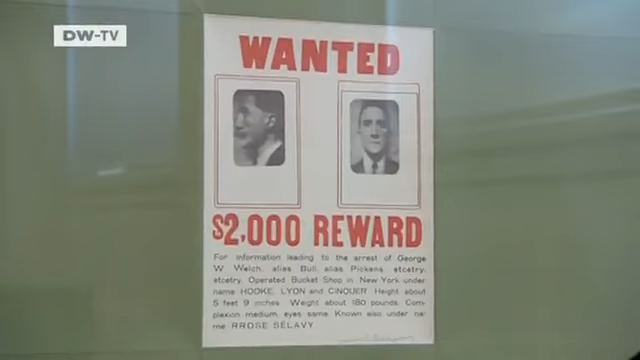 DW-TV
WANTED
$2,000 REWARD
For information leading to the arrest of George
W Welch, alies Bull, alias Pickens etcetry,
etcetry. Operated Bucket Shop in New York under
name HOOKE, LYON and CINQUER Height about
5 feet 9 inches. Weight about 180 pounds. Com-
plexion medium, eyes same. Known also under na-
me RROSE SÉLAVY